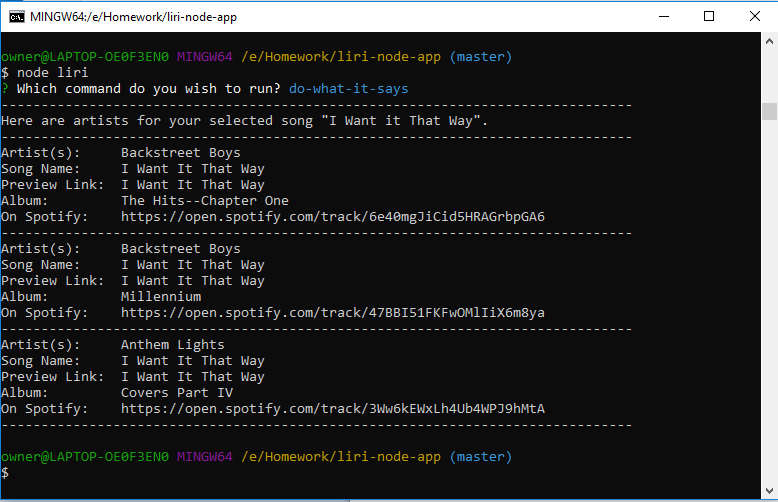 MINGW64:/e/Homework/liri-node-app
owner@LAPTOP-OE0F3EN0 MINGW64 /e/Homework/liri-node-app (master)
$ node liri
? Which command do you wish to run? do-what-it-says
-------------------------------------------------------------------------------
Here are artists for your selected song "I Want it That Way".
-------------------------------------------------------------------------------
Artist(s):     Backstreet Boys
Song Name:     I Want It That Way
Preview Link:  I Want It That Way
Album:         The Hits--Chapter One
On Spotify:    https://open.spotify.com/track/6e40mgJiCid5HRAGrbpGA6
-------------------------------------------------------------------------------
Artist(s):     Backstreet Boys
Song Name:     I Want It That Way
Preview Link:  I Want It That Way
Album:         Millennium
On Spotify:    https://open.spotify.com/track/47BBI51FKFwOMlIiX6m8ya
-------------------------------------------------------------------------------
Artist(s):     Anthem Lights
Song Name:     I Want It That Way
Preview Link:  I Want It That Way
Album:         Covers Part IV
On Spotify:    https://open.spotify.com/track/3Ww6kEWxLh4Ub4WPJ9hMtA
-------------------------------------------------------------------------------
owner@LAPTOP-OE0F3EN0 MINGW64 /e/Homework/liri-node-app (master)
$